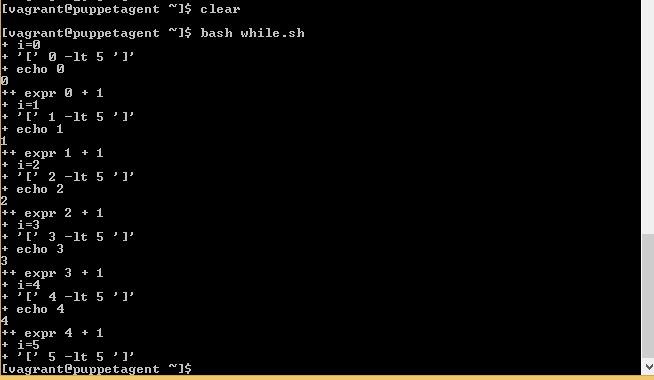 [vagrant@puppetagent ~]$ clear
[vagrant@puppetagent ~]$ bash while.sh
+ i=0
+ '[' 0 -lt 5 ']'
+ echo 0
0
++ expr 0 + 1
+ i=1
+ '[' 1 -lt 5 ']'
+ echo 1
1
++ expr 1 + 1
+ i=2
+ '[' 2 -lt 5 ']'
+ echo 2
2
++ expr 2 + 1
+ i=3
+ '[' 3 -lt 5 ']'
+ echo 3
3
++ expr 3 + 1
+ i=4
+ '[' 4 -lt 5 ']'
+ echo 4
4
++ expr 4 + 1
+ i=5
+ '[' 5 -lt 5 ']'
[vagrant@puppetagent ~]$